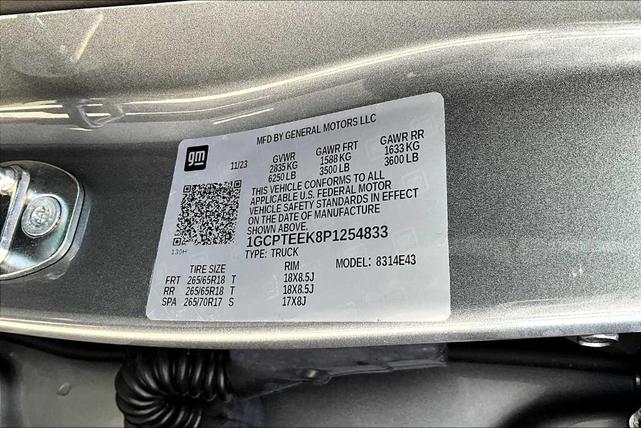 MFD BY GENERAL MOTORS LLC
gm
11/23 GVWR GAWR FRT GAWR RR
2835 KG 1588 KG 1633 KG
6250 LB 3500 LB 3600 LB
THIS VEHICLE CONFORMS TO ALL
APPLICABLE U.S. FEDERAL MOTOR
VEHICLE SAFETY STANDARDS IN EFFECT
ON THE DATE OF MANUFACTURE
SHOWN ABOVE.
1GCPTEEK8P1254833
TYPE: TRUCK
130H
TIRE SIZE RIM MODEL: 8314E43
FRT 265/65R18 T 18X8.5J
RR 265/65R18 T 18X8.5J
SPA 265/70R17 S 17X8J